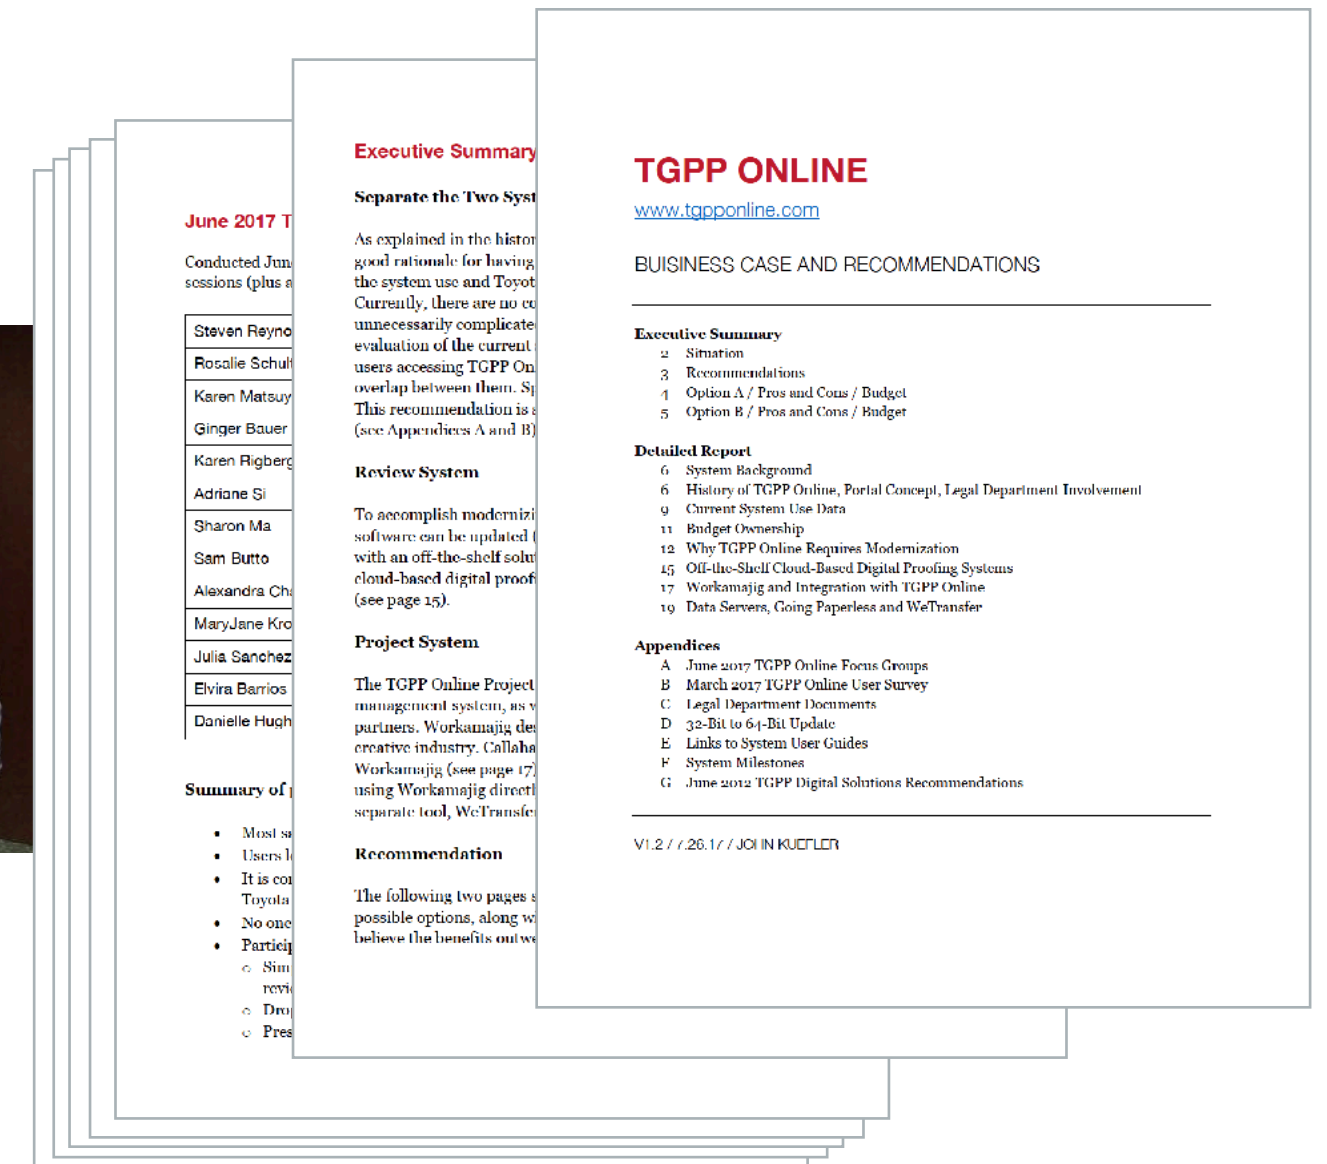 TGPP ONLINE
www.tgpponline.com
BUISINESS CASE AND RECOMMENDATIONS
Executive Summary
2 Situation
3 Recommendations
4 Option A / Pros and Cons / Budget
5 Option B / Pros and Cons / Budget
Detailed Report
6 System Background
6 History of TGPP Online, Portal Concept, Legal Department Involvement
9 Current System Use Data
11 Budget Ownership
12 Why TGPP Online Requires Modernization
15 Off-the-Shelf Cloud-Based Digital Proofing Systems
17 Workamajig and Integration with TGPP Online
19 Data Servers, Going Paperless and WeTransfer
Appendices
A June 2017 TGPP Online Focus Groups
B March 2017 TGPP Online User Survey
C Legal Department Documents
D 32-Bit to 64-Bit Update
E Links to System User Guides
F System Milestones
G June 2012 TGPP Digital Solutions Recommendations
V1.2 / 7.26.17 / JOHN KUEFLER
Executive Summary
Separate the Two Syst
As explained in the histor
good rationale for having
the system use and Toyot
Currently, there are no co
unnecessarily complicate
evaluation of the current
users accessing TGPP On
overlap between them. Sp
This recommendation is s
(see Appendices A and B)
Review System
To accomplish modernizi
software can be updated (
with an off-the-shelf solut
cloud-based digital proofi
(see page 15).
Project System
The TGPP Online Project
management system, as w
partners. Workamajig des
creative industry. Callaha
Workamajig (see page 17)
using Workamajig directl
separate tool, WeTransfe
Recommendation
The following two pages s
possible options, along w
believe the benefits outwe
June 2017 T
Conducted Jun
sessions (plus a
Steven Reyno
Rosalie Schult
Karen Matsuy
Ginger Bauer
Karen Rigberg
Adriane Si
Sharon Ma
Sam Butto
Alexandra Cha
MaryJane Kro
Julia Sanchez
Elvira Barrios
Danielle Hugh
Summary of p
• Most sa
• Users l
• It is con
Toyota
• No one
• Particip
○ Sim
revie
○ Drop
○ Pres